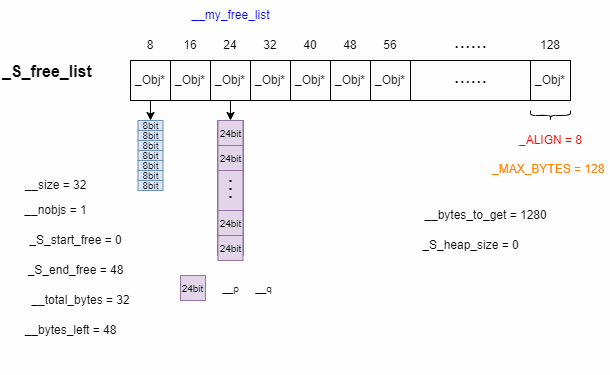 __my_free_list
8 16 24 32 40 48 56 ...... 128
_S_free_list
_Obj* _Obj* _Obj* _Obj* _Obj* _Obj* _Obj* ...... _Obj*
8bit
8bit
8bit
8bit
8bit
8bit
8bit
24bit
24bit
24bit
24bit
_ALIGN = 8
_MAX_BYTES = 128
__size = 32
__nobjs = 1
_S_start_free = 0
_S_end_free = 48
__total_bytes = 32
__bytes_left = 48
24bit
__p
__q
__bytes_to_get = 1280
_S_heap_size = 0